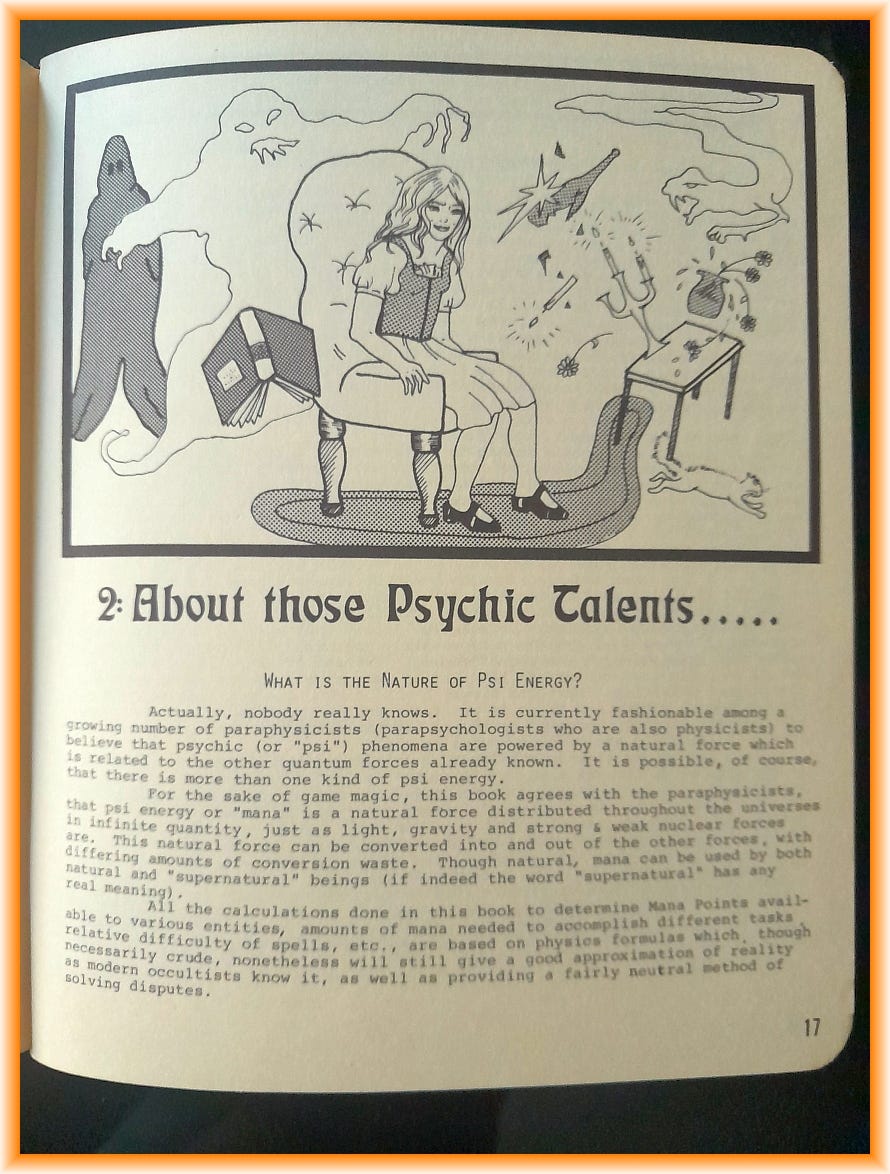 2: About those Psychic Talents.....
WHAT IS THE NATURE OF PSI ENERGY?
Actually, nobody really knows. It is currently fashionable among a
growing number of paraphysicists (parapsychologists who are also physicists) to
believe that psychic (or "psi") phenomena are powered by a natural force which
is related to the other quantum forces already known. It is possible, of course,
that there is more than one kind of psi energy.
For the sake of game magic, this book agrees with the paraphysicists,
that psi energy or "mana" is a natural force distributed throughout the universes
in infinite quantity, just as light, gravity and strong & weak nuclear forces
are. This natural force can be converted into and out of the other forces, with
differing amounts of conversion waste. Though natural, mana can be used by both
natural and "supernatural" beings (if indeed the word "supernatural" has any
real meaning).
All the calculations done in this book to determine Mana Points avail-
able to various entities, amounts of mana needed to accomplish different tasks,
relative difficulty of spells, etc., are based on physics formulas which, though
necessarily crude, nonetheless will still give a good approximation of reality
as modern occultists know it, as well as providing a fairly neutral method of
solving disputes.
17